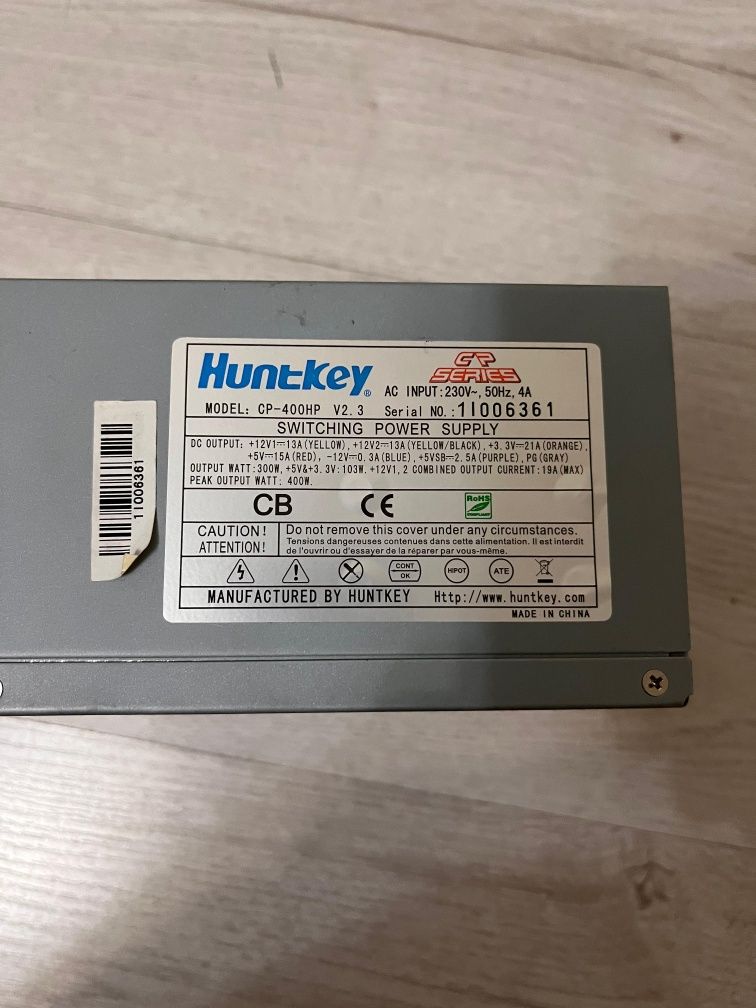 Huntkey®
CP
SERIES
AC INPUT:230V~, 50Hz, 4A
MODEL: CP-400HP V2.3 Serial NO.:1I006361
SWITCHING POWER SUPPLY
DC OUTPUT: +12V1⎓13A(YELLOW), +12V2⎓13A(YELLOW/BLACK), +3.3V⎓21A(ORANGE),
+5V⎓15A(RED), -12V⎓0.3A(BLUE), +5VSB⎓2.5A(PURPLE), PG(GRAY)
OUTPUT WATT:300W, +5V&+3.3V:103W. +12V1, 2 COMBINED OUTPUT CURRENT:19A(MAX)
PEAK OUTPUT WATT: 400W.
CB CE RoHS
COMPLIANT
CAUTION! Do not remove this cover under any circumstances.
ATTENTION! Tensions dangereuses contenues dans cette alimentation. Il est interdit
de l'ouvrir ou d'essayer de la réparer par vous-même.
CONT
OK
HIPOT
ATE
MANUFACTURED BY HUNTKEY Http://www.huntkey.com
MADE IN CHINA
1I006361